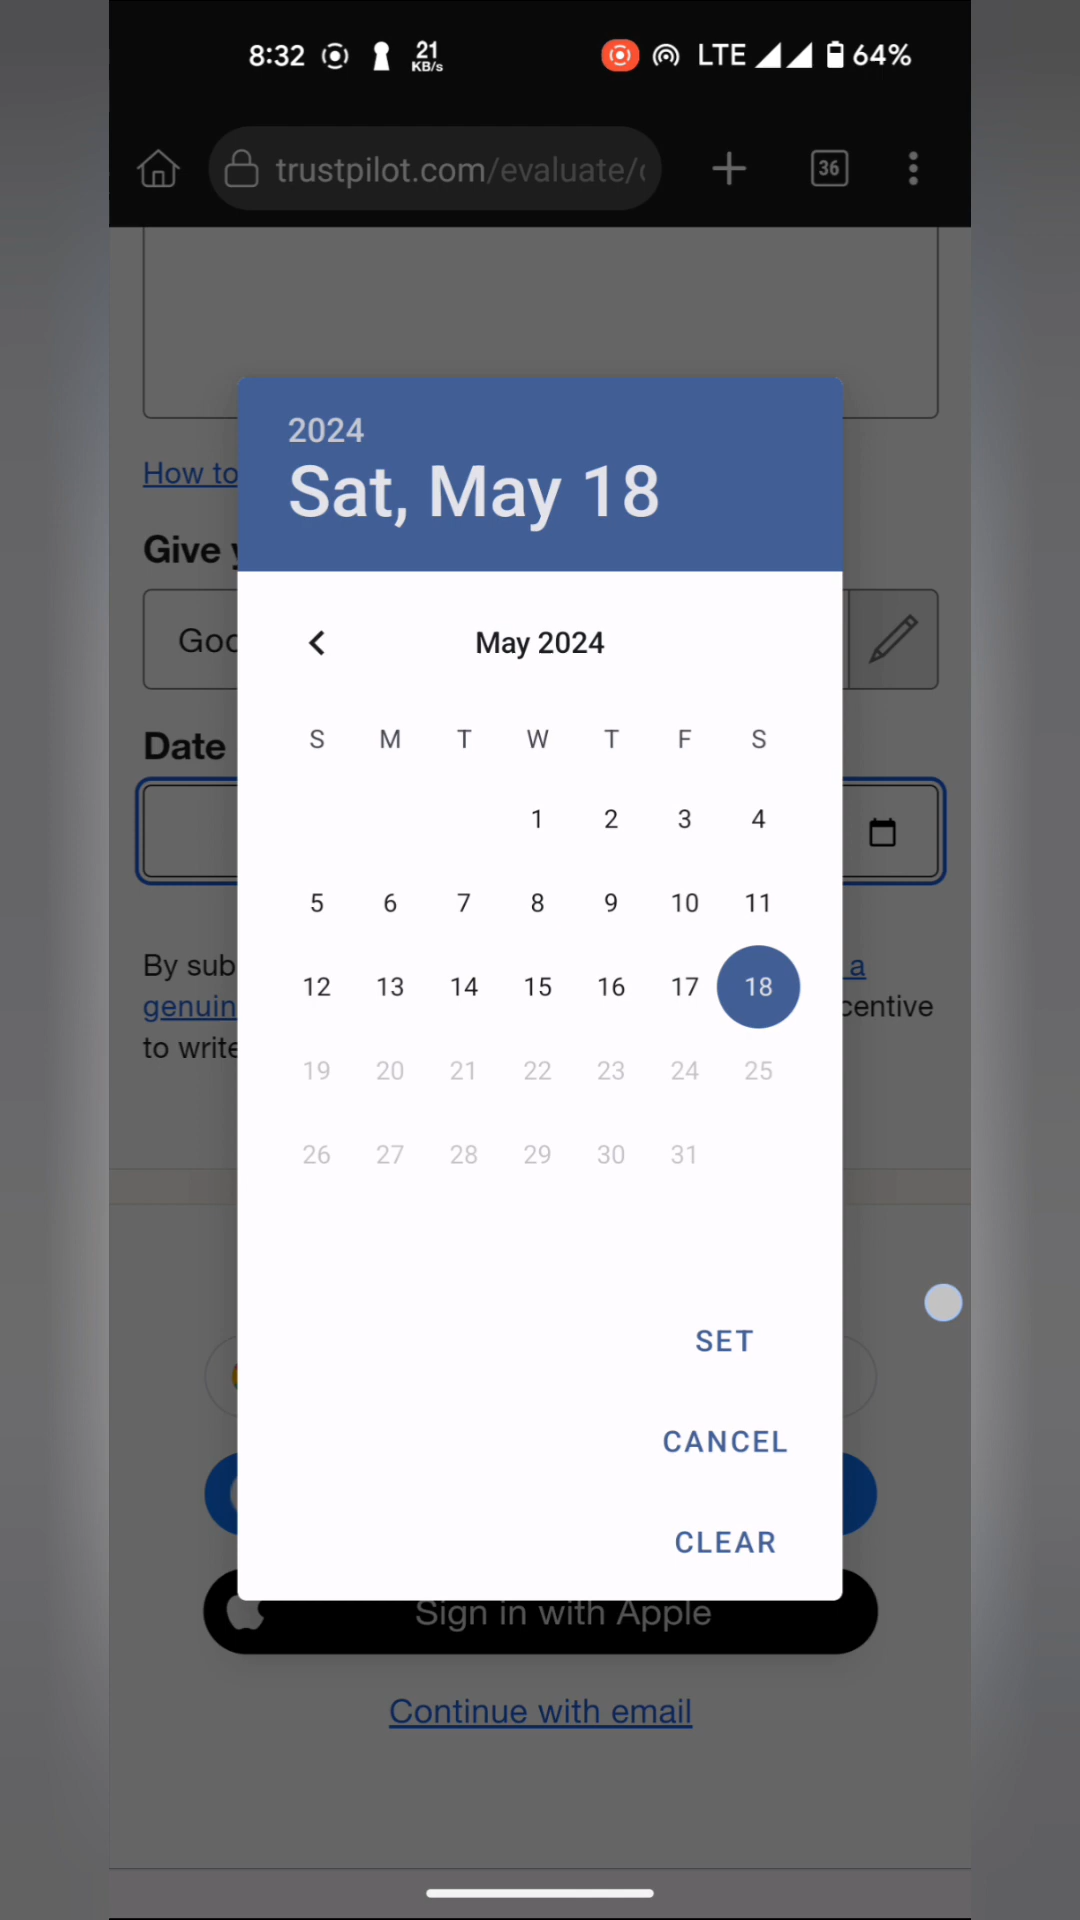 8:32 21 KB/s LTE 64%
trustpilot.com/evaluate/
36
How to
Give
Date
By sub
a
genuin
centive
to write
2024
Sat, May 18
May 2024
S M T W T F S
1 2 3 4
5 6 7 8 9 10 11
12 13 14 15 16 17 18
19 20 21 22 23 24 25
26 27 28 29 30 31
SET
CANCEL
CLEAR
Sign in with Apple
Continue with email